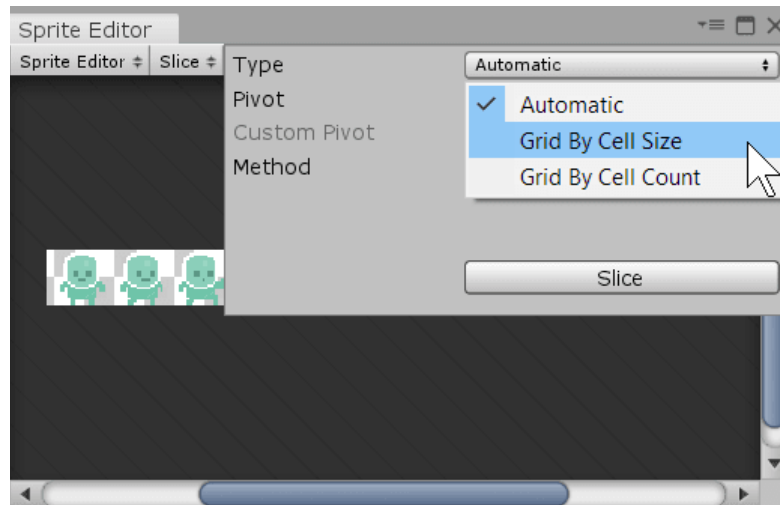 Sprite Editor
Sprite Editor Slice Type Automatic
Pivot
Automatic
Custom Pivot
Grid By Cell Size
Method
Grid By Cell Count
Slice